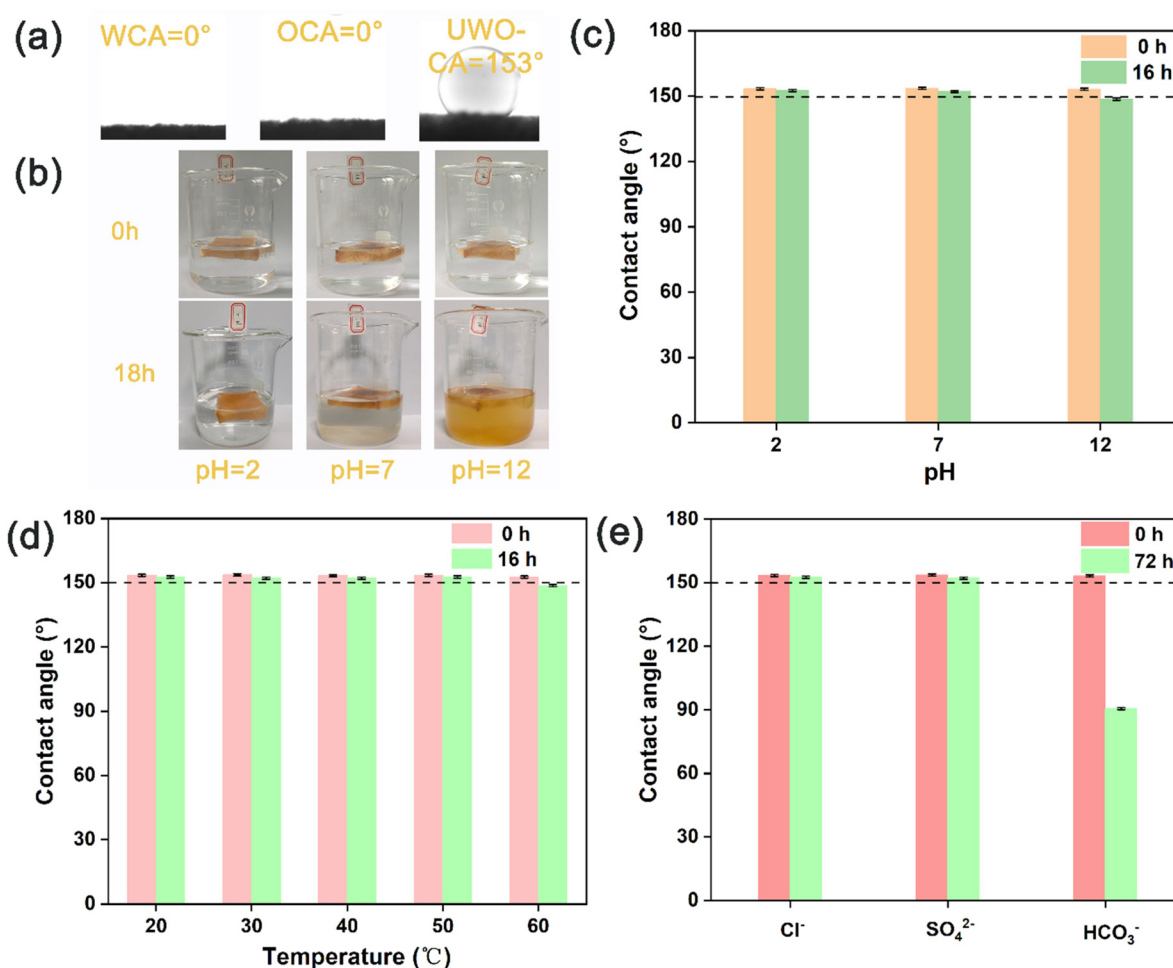 (a)
WCA=0°
OCA=0°
UWO-
CA=153°
(b)
0h
18h
pH=2
pH=7
pH=12
(c)
0 h
16 h
Contact angle (°)
180
150
120
90
60
30
0
2
7
12
pH
(d)
0 h
16 h
Contact angle (°)
180
150
120
90
60
30
0
20
30
40
50
60
Temperature (℃)
(e)
0 h
72 h
Contact angle (°)
180
150
120
90
60
30
0
Cl⁻
SO₄²⁻
HCO₃⁻